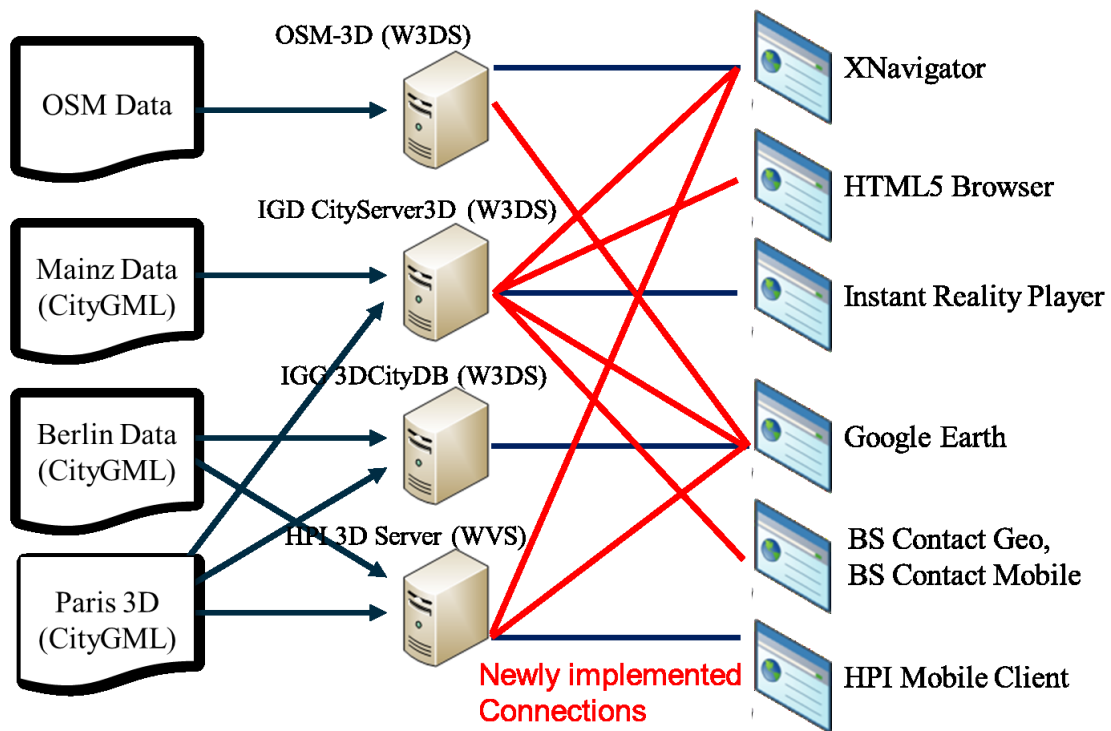 OSM Data
Mainz Data
(CityGML)
Berlin Data
(CityGML)
Paris 3D
(CityGML)
OSM-3D (W3DS)
IGD CityServer3D (W3DS)
IGG 3DCityDB (W3DS)
HPI 3D Server (WVS)
Newly implemented
Connections
XNavigator
HTML5 Browser
Instant Reality Player
Google Earth
BS Contact Geo,
BS Contact Mobile
HPI Mobile Client